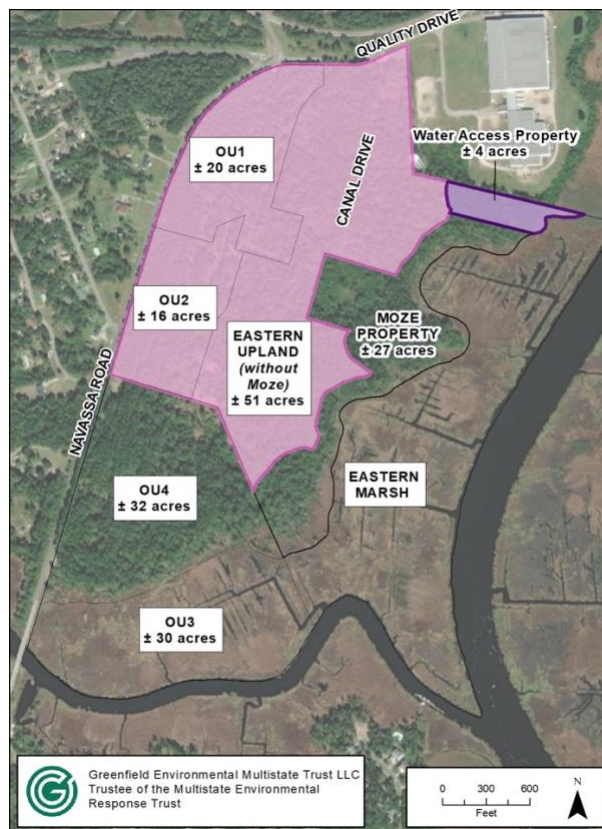 QUALITY DRIVE
OU1
± 20 acres
CANAL DRIVE
Water Access Property
± 4 acres
OU2
± 16 acres
EASTERN
UPLAND
(without
Moze)
± 51 acres
MOZE
PROPERTY
± 27 acres
NAVASSA ROAD
OU4
± 32 acres
EASTERN
MARSH
OU3
± 30 acres
Greenfield Environmental Multistate Trust LLC
Trustee of the Multistate Environmental
Response Trust
0 300 600
Feet
N